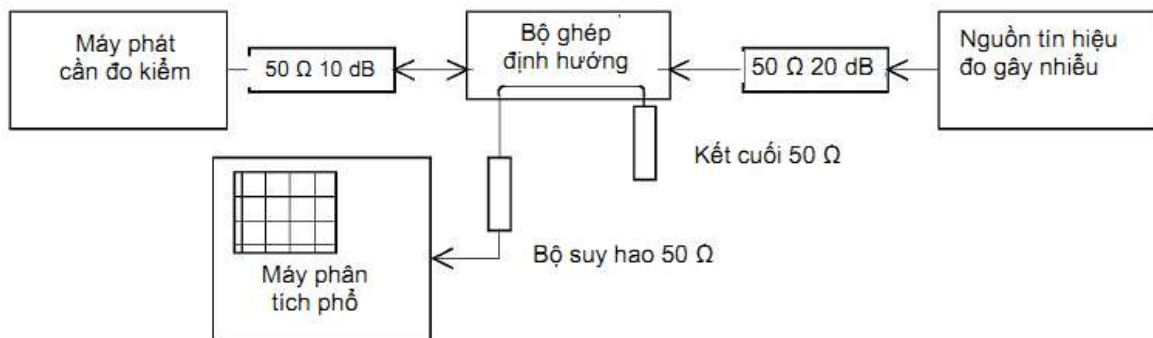 Máy phát
cần đo kiểm
50 Ω 10 dB
Bộ ghép
định hướng
50 Ω 20 dB
Nguồn tín hiệu
đo gây nhiễu
Kết cuối 50 Ω
Bộ suy hao 50 Ω
Máy phân
tích phổ